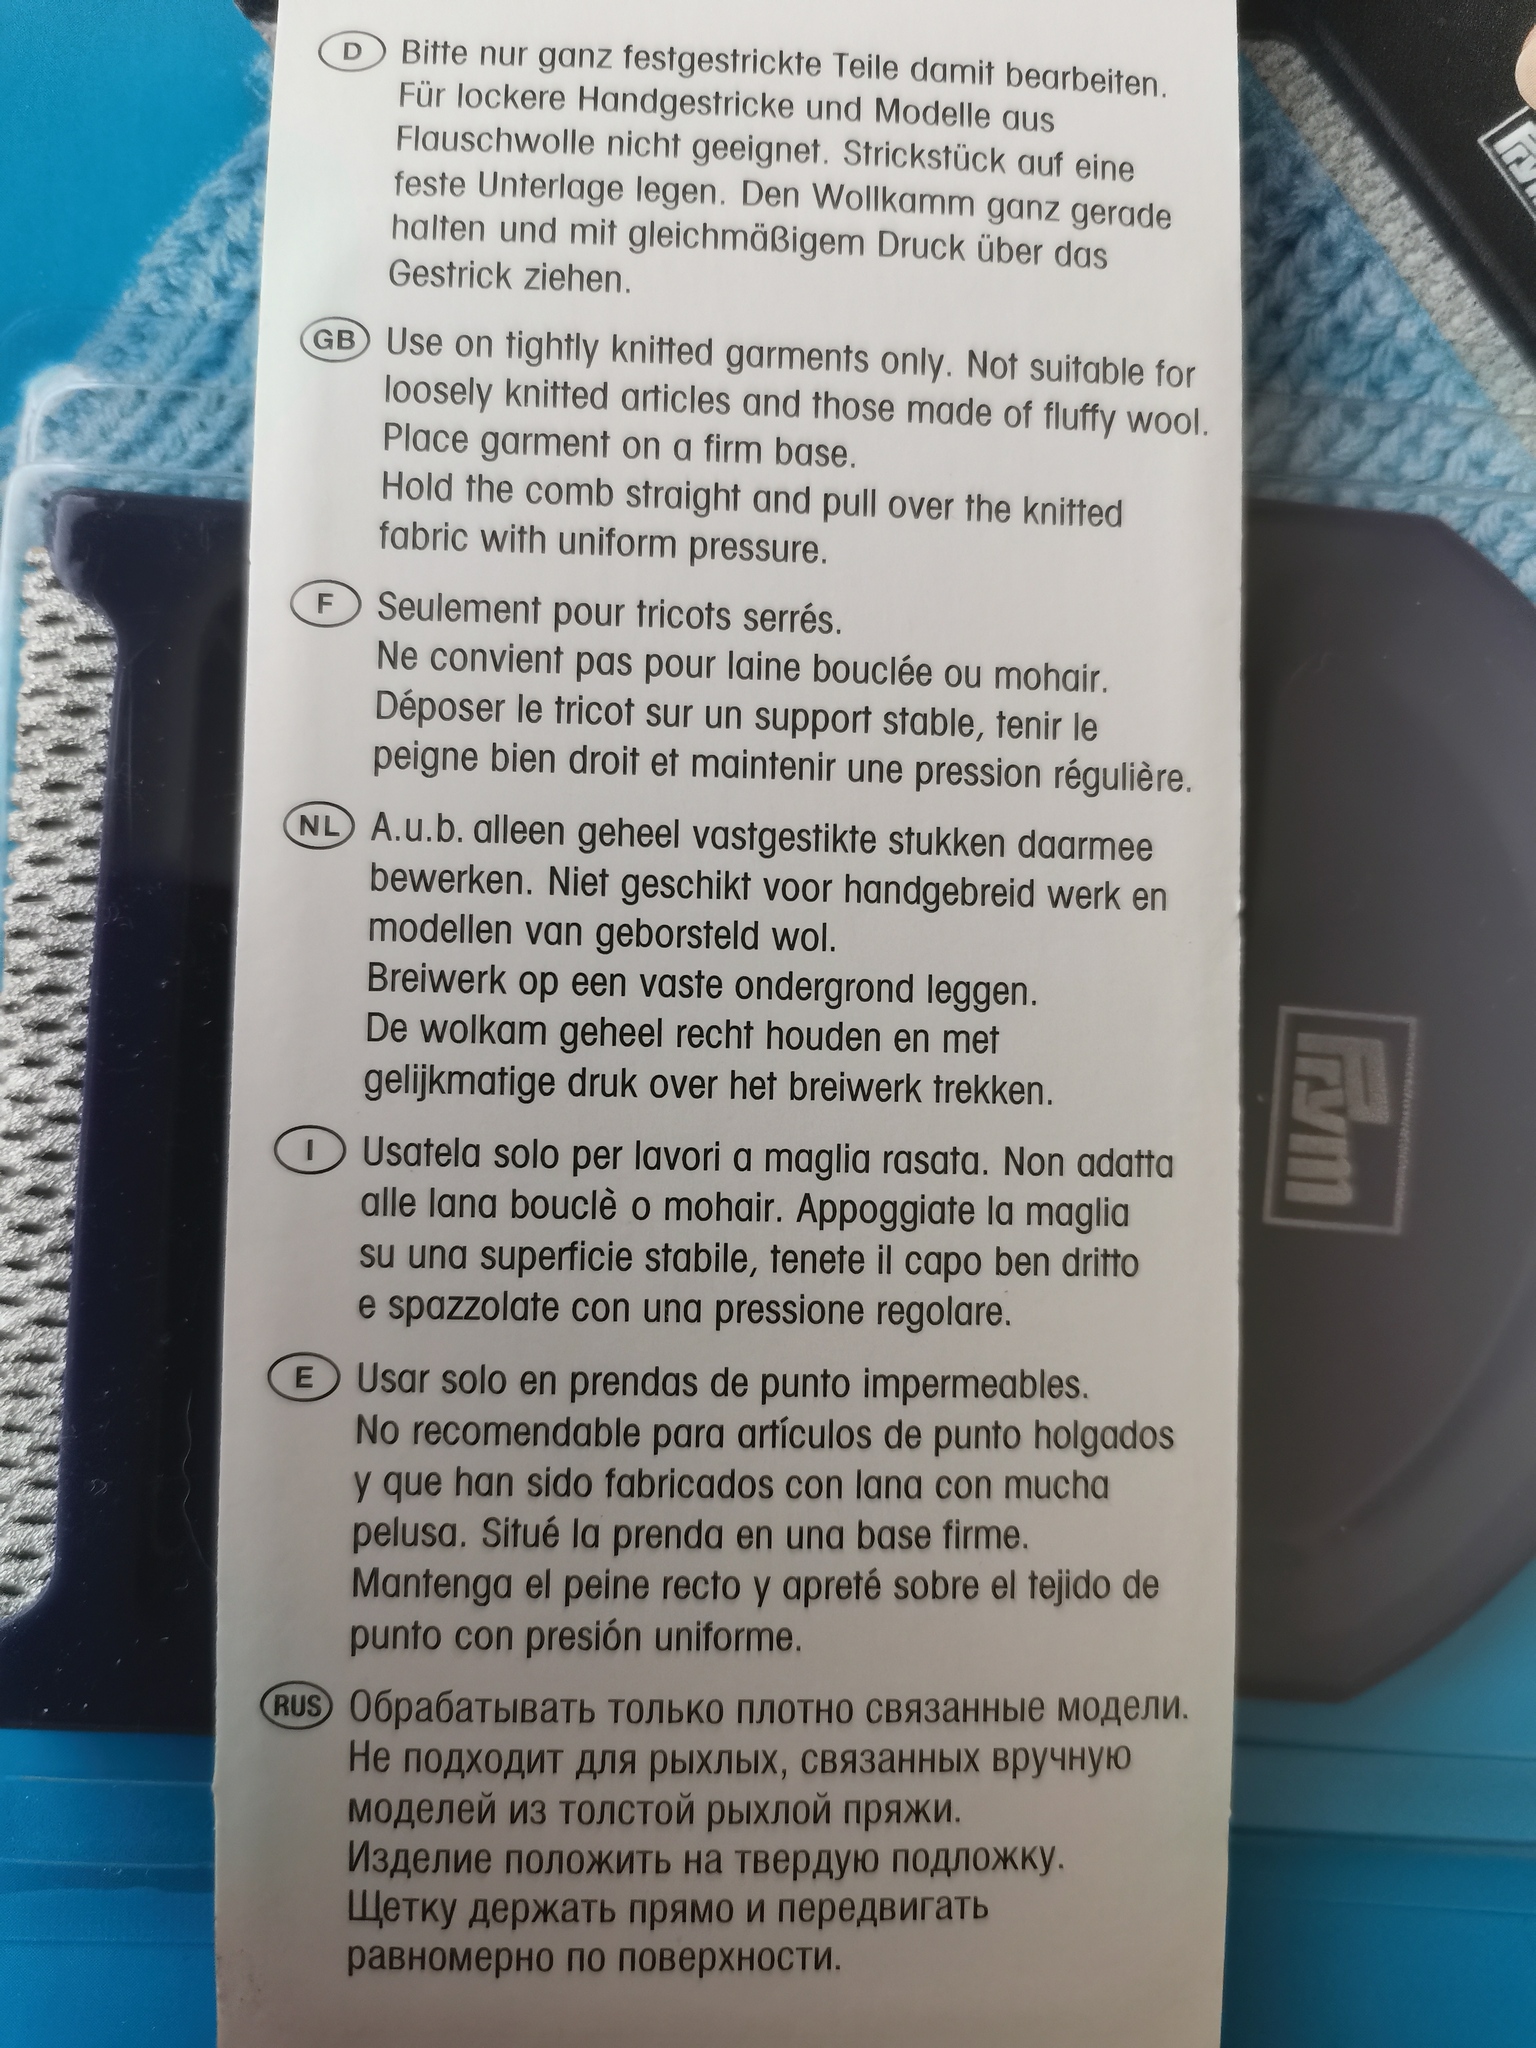 D Bitte nur ganz festgestrickte Teile damit bearbeiten.
Für lockere Handgestricke und Modelle aus
Flauschwolle nicht geeignet. Strickstück auf eine
feste Unterlage legen. Den Wollkamm ganz gerade
halten und mit gleichmäßigem Druck über das
Gestrick ziehen.
GB Use on tightly knitted garments only. Not suitable for
loosely knitted articles and those made of fluffy wool.
Place garment on a firm base.
Hold the comb straight and pull over the knitted
fabric with uniform pressure.
F Seulement pour tricots serrés.
Ne convient pas pour laine bouclée ou mohair.
Déposer le tricot sur un support stable, tenir le
peigne bien droit et maintenir une pression régulière.
NL A.u.b. alleen geheel vastgestikte stukken daarmee
bewerken. Niet geschikt voor handgebreid werk en
modellen van geborsteld wol.
Breiwerk op een vaste ondergrond leggen.
De wolkam geheel recht houden en met
gelijkmatige druk over het breiwerk trekken.
I Usatela solo per lavori a maglia rasata. Non adatta
alle lana bouclè o mohair. Appoggiate la maglia
su una superficie stabile, tenete il capo ben dritto
e spazzolate con una pressione regolare.
E Usar solo en prendas de punto impermeables.
No recomendable para artículos de punto holgados
y que han sido fabricados con lana con mucha
pelusa. Situé la prenda en una base firme.
Mantenga el peine recto y apreté sobre el tejido de
punto con presión uniforme.
RUS Обрабатывать только плотно связанные модели.
Не подходит для рыхлых, связанных вручную
моделей из толстой рыхлой пряжи.
Изделие положить на твердую подложку.
Щетку держать прямо и передвигать
равномерно по поверхности.
Prym